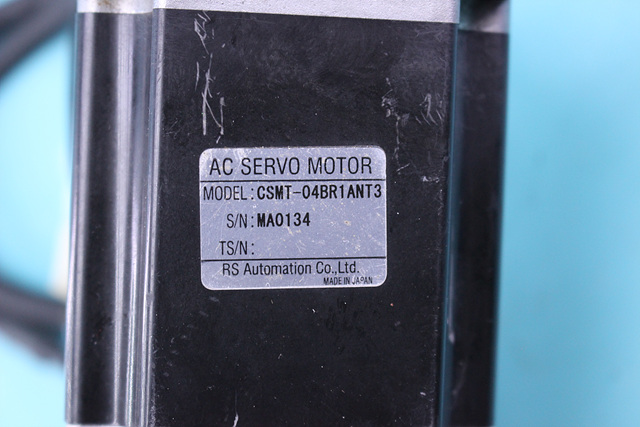 AC SERVO MOTOR
MODEL: CSMT-04BR1ANT3
S/N: MA0134
TS/N:
RS Automation Co.,Ltd.
MADE IN JAPAN